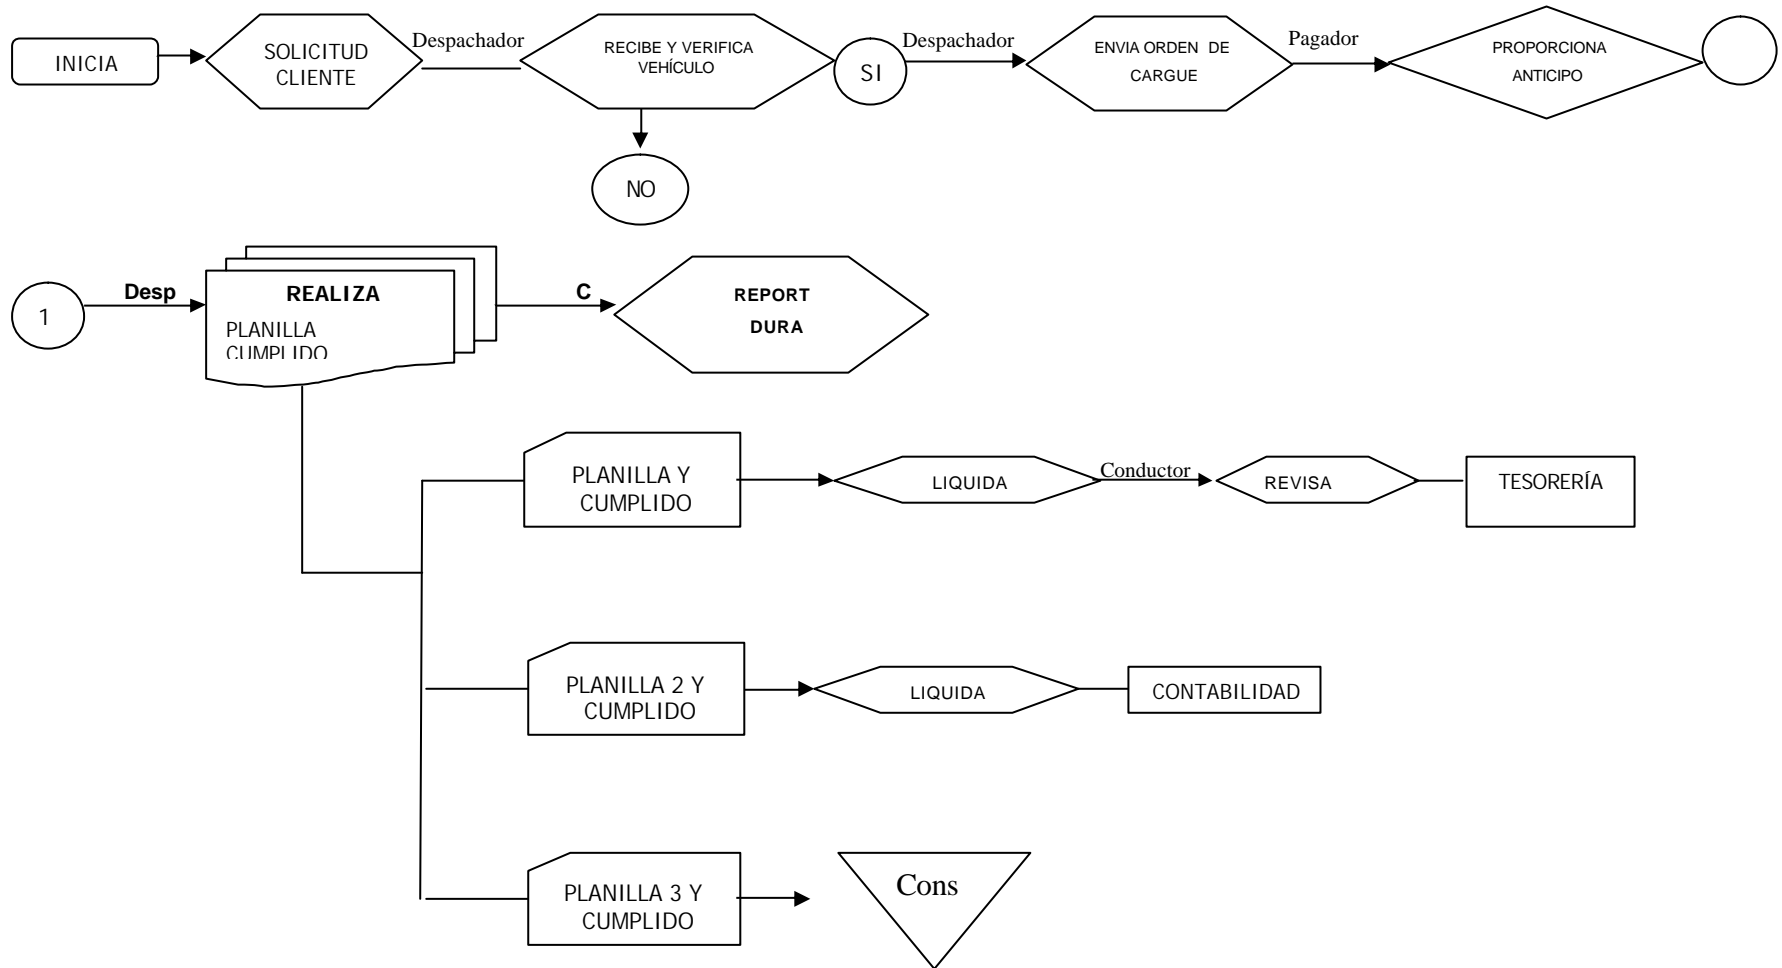 INICIA
SOLICITUD
CLIENTE
Despachador
RECIBE Y VERIFICA
VEHÍCULO
SI
Despachador
ENVIA ORDEN DE
CARGUE
Pagador
PROPORCIONA
ANTICIPO
NO
1
Desp
REALIZA
PLANILLA
CUMPLIDO
C
REPORT
DURA
PLANILLA Y
CUMPLIDO
LIQUIDA
Conductor
REVISA
TESORERÍA
PLANILLA 2 Y
CUMPLIDO
LIQUIDA
CONTABILIDAD
PLANILLA 3 Y
CUMPLIDO
Cons